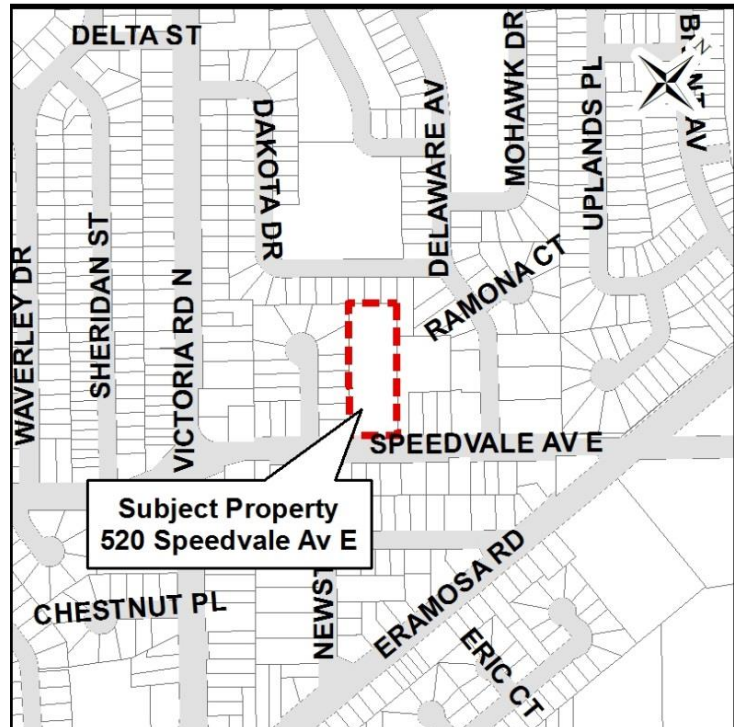 DELTA ST
DAKOTA DR
DELAWARE AV
MOHAWK DR
UPLANDS PL
N
AV
WAVERLEY DR
SHERIDAN ST
VICTORIA RD N
RAMONA CT
SPEEDVALE AV E
Subject Property
520 Speedvale Av E
CHESTNUT PL
NEWST
ERAMOSA RD
ERIC CT